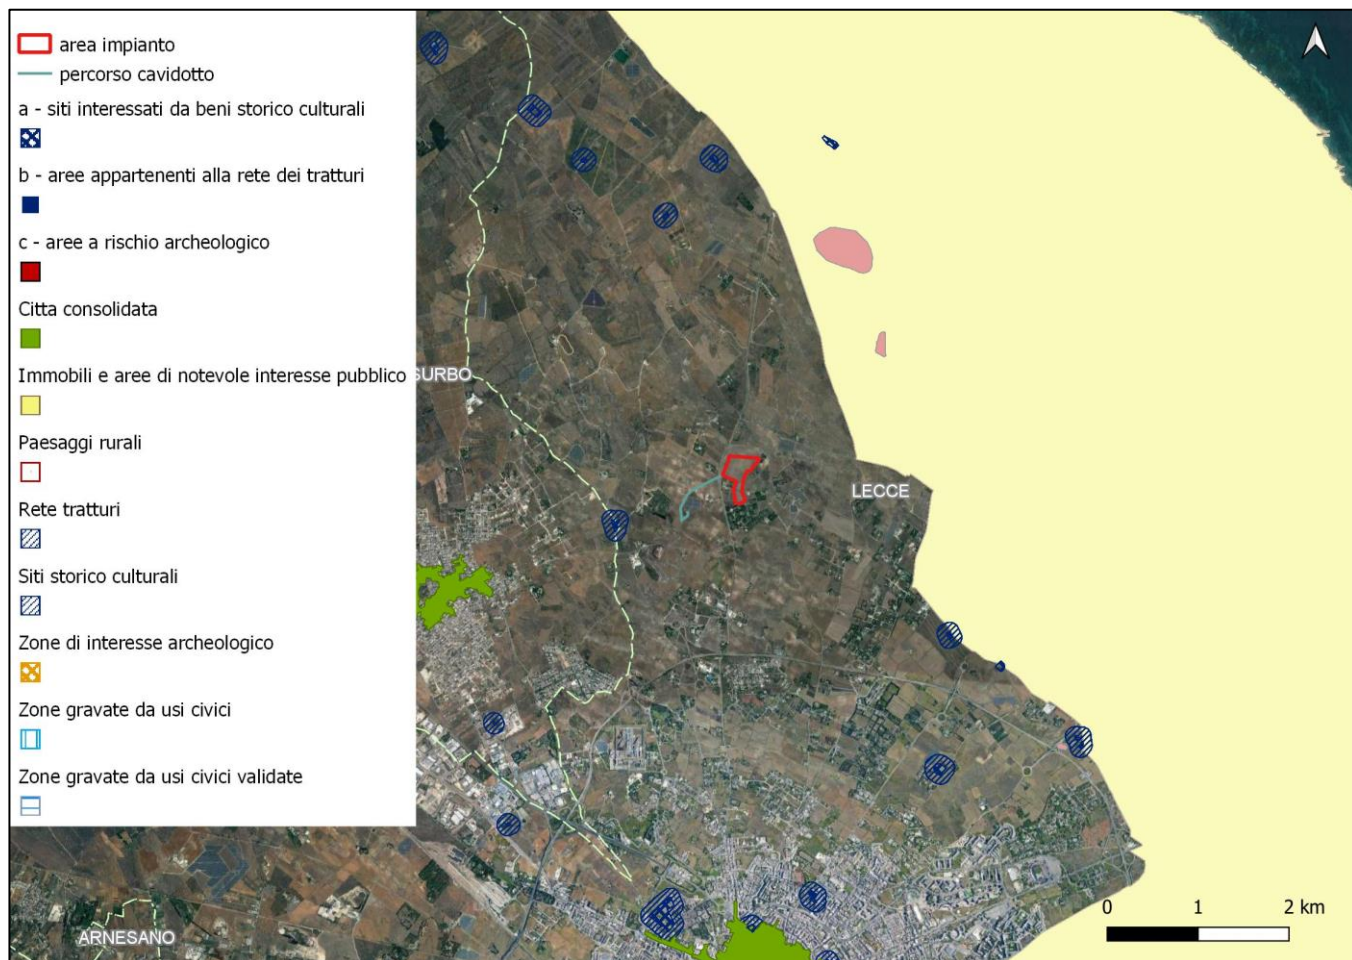 area impianto
percorso cavidotto
a - siti interessati da beni storico culturali
b - aree appartenenti alla rete dei tratturi
c - aree a rischio archeologico
Citta consolidata
Immobili e aree di notevole interesse pubblico
Paesaggi rurali
Rete tratturi
Siti storico culturali
Zone di interesse archeologico
Zone gravate da usi civici
Zone gravate da usi civici validate
SURBO
LECCE
ARNESANO
0 1 2 km